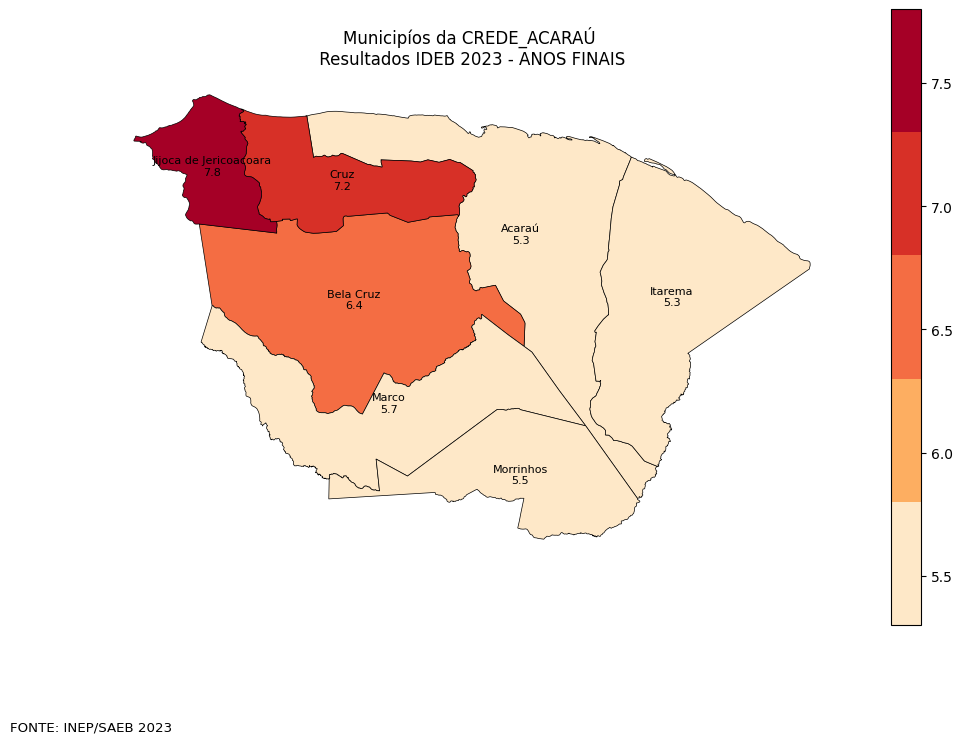 Municipíos da CREDE_ACARAÚ
Resultados IDEB 2023 - ANOS FINAIS
7.5
7.0
6.5
6.0
5.5
Jijoca de Jericoacoara
7.8
Cruz
7.2
Acaraú
5.3
Itarema
5.3
Bela Cruz
6.4
Marco
5.7
Morrinhos
5.5
FONTE: INEP/SAEB 2023